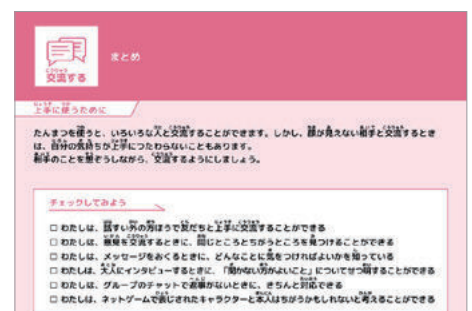 交流する
まとめ
上手に使うために
たんまつを使うと、いろいろな人と交流することができます。しかし、顔が見えない相手と交流するとき
は、自分の気持ちが上手につたわらないこともあります。
相手のことを想ぞうしながら、交流するようにしましょう。
チェックしてみよう
□ わたしは、話すい外の方ほうで友だちと上手に交流することができる
□ わたしは、意見を交流するときに、同じところとちがうところを見つけることができる
□ わたしは、メッセージをおくるときに、どんなことに気をつければよいかを知っている
□ わたしは、大人にインタビューするときに、「聞かない方がよいこと」についてせつ明することができる
□ わたしは、グループのチャットで返事がないときに、きちんと対応できる
□ わたしは、ネットゲームで表じされたキャラクターと本人はちがうかもしれないと考えることができる